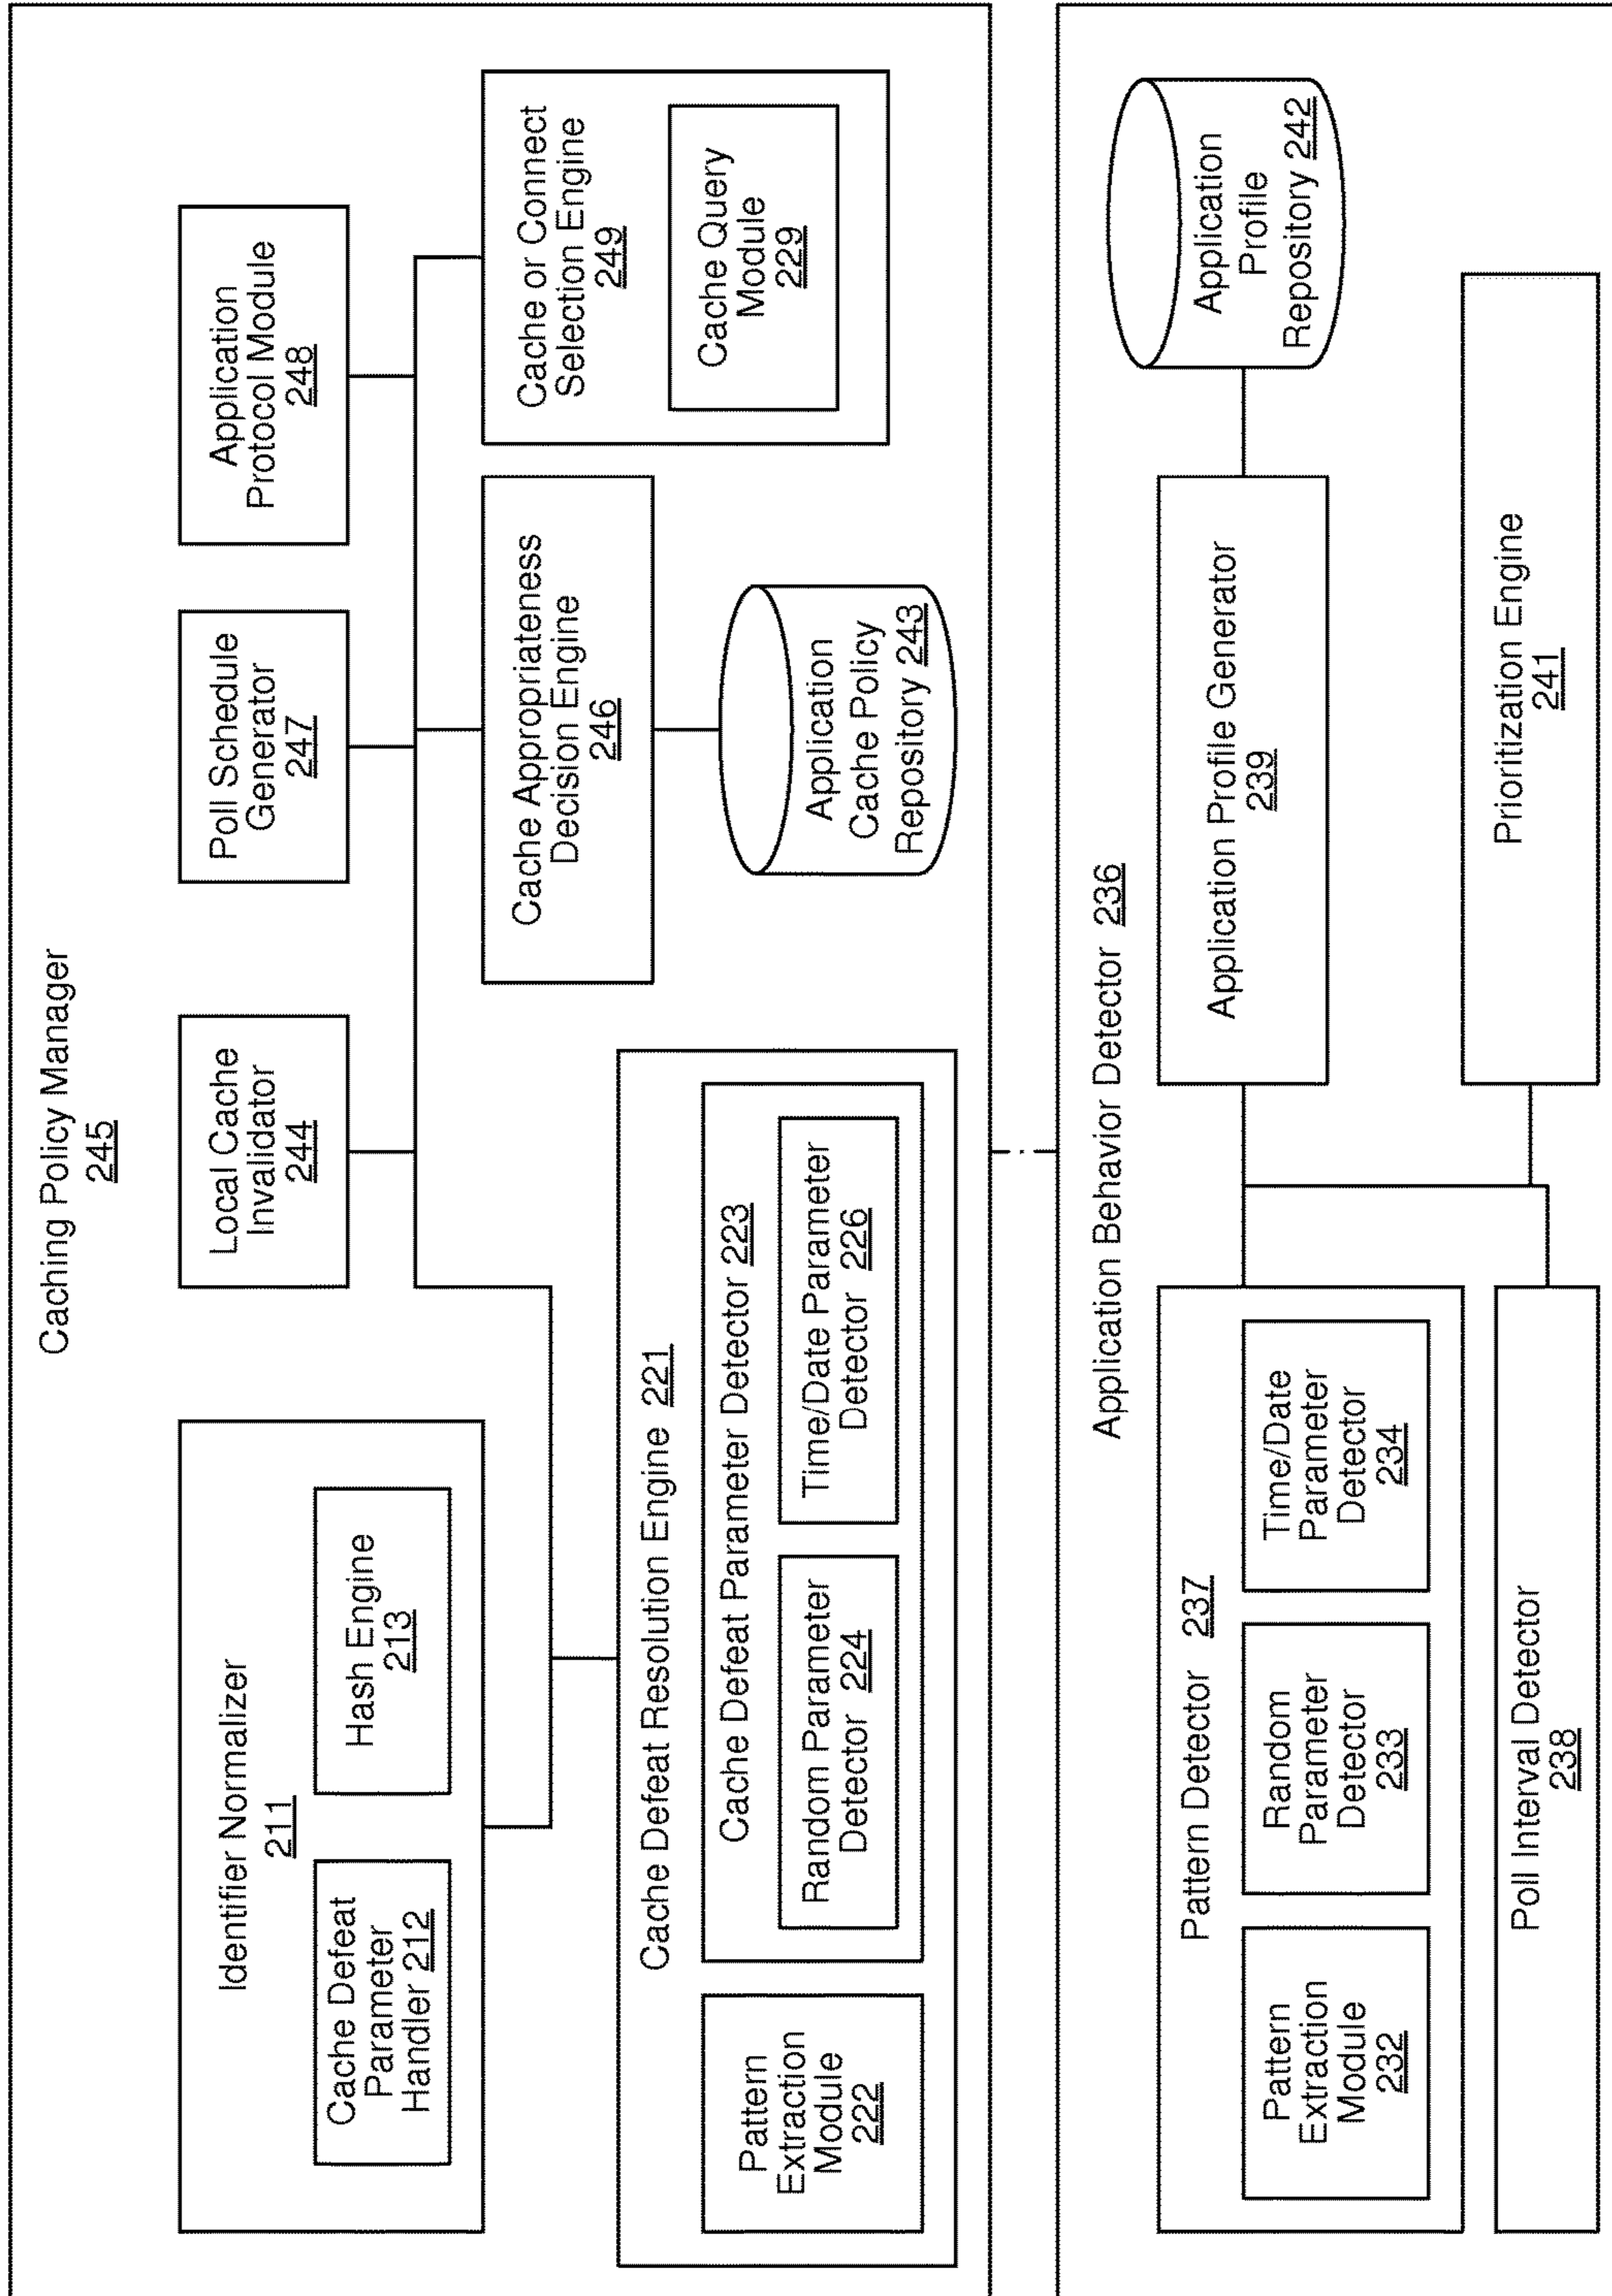 Caching Policy Manager
245
Identifier Normalizer
211
Cache Defeat
Parameter
Handler 212
Hash Engine
213
Local Cache
Invalidator
244
Poll Schedule
Generator
247
Application
Protocol Module
248
Cache Defeat Resolution Engine 221
Pattern
Extraction
Module
222
Cache Defeat Parameter Detector 223
Random Parameter
Detector 224
Time/Date Parameter
Detector 226
Cache Appropriateness
Decision Engine
246
Application
Cache Policy
Repository 243
Cache or Connect
Selection Engine
249
Cache Query
Module
229
Application Behavior Detector 236
Pattern Detector 237
Pattern
Extraction
Module
232
Random
Parameter
Detector
233
Time/Date
Parameter
Detector
234
Poll Interval Detector
238
Application Profile Generator
239
Application
Profile
Repository 242
Prioritization Engine
241